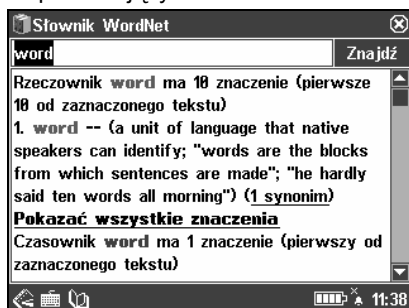 Słownik WordNet
word Znajdź
Rzeczownik word ma 10 znaczenie (pierwsze
10 od zaznaczonego tekstu)
1. word -- (a unit of language that native
speakers can identify; "words are the blocks
from which sentences are made"; "he hardly
said ten words all morning") (1 synonim)
Pokazać wszystkie znaczenia
Czasownik word ma 1 znaczenie (pierwszy od
zaznaczonego tekstu)
11:38